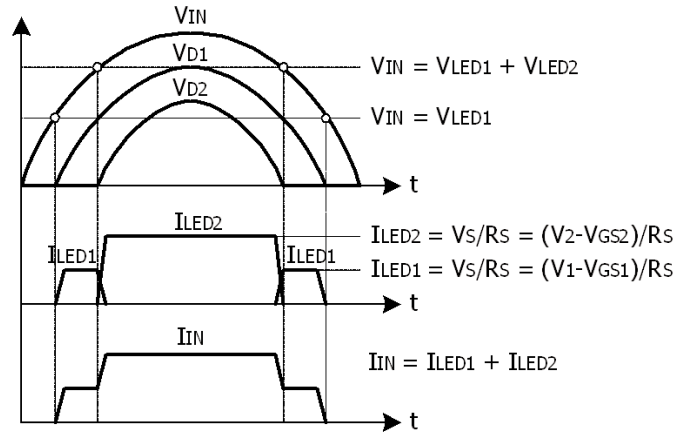 VIN
VD1
VIN = VLED1 + VLED2
VD2
VIN = VLED1
t
ILED2
ILED2 = VS/RS = (V2-VGS2)/RS
ILED1
ILED1
ILED1 = VS/RS = (V1-VGS1)/RS
t
IIN
IIN = ILED1 + ILED2
t